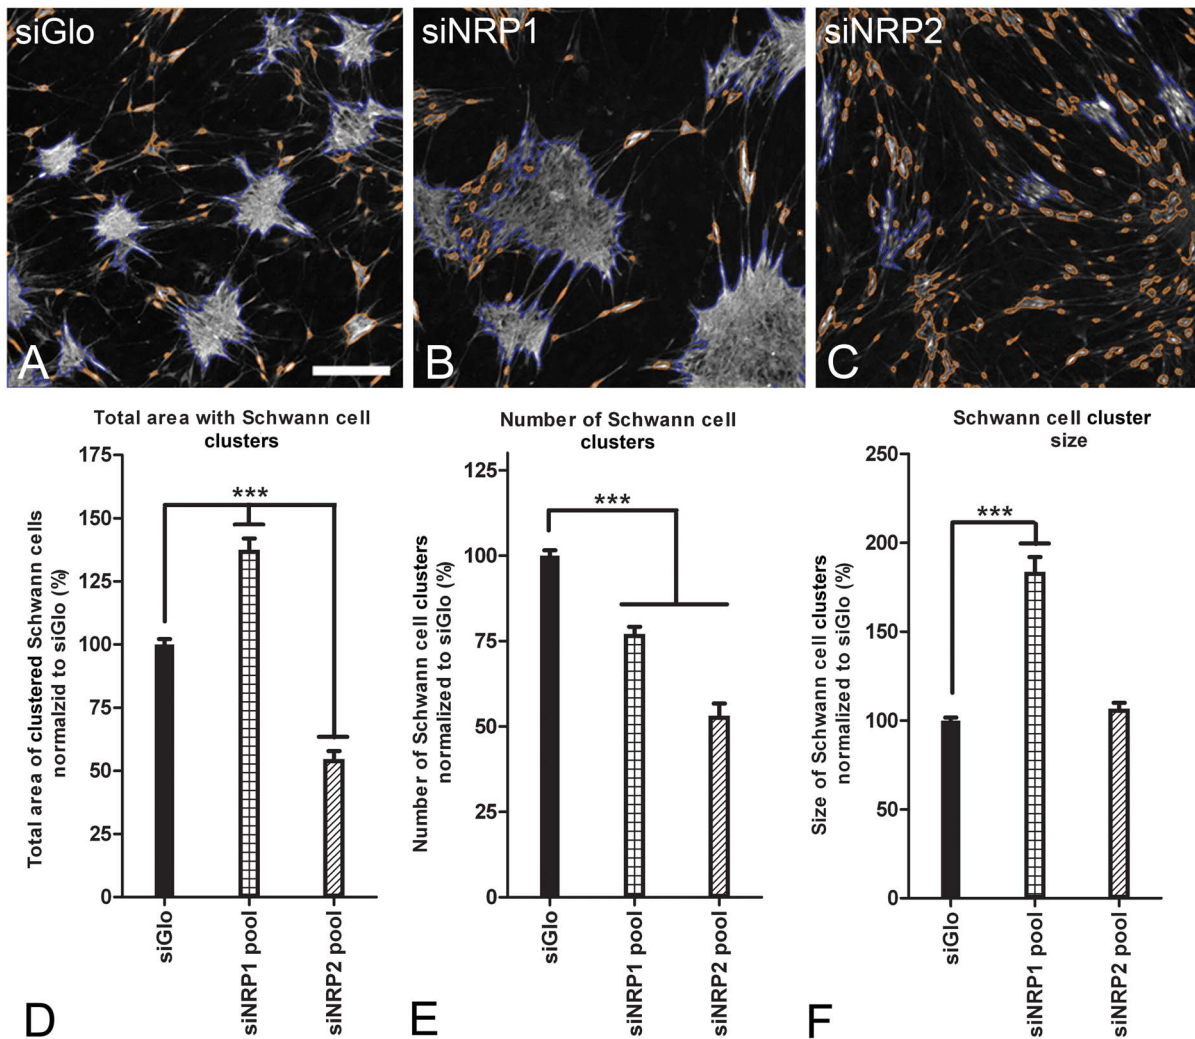 siGlo
siNRP1
siNRP2
A
B
C
Total area with Schwann cell
clusters
Total area of clustered Schwann cells
normalzid to siGlo (%)
175
150
125
100
75
50
25
0
***
siGlo
siNRP1 pool
siNRP2 pool
D
Number of Schwann cell
clusters
Number of Schwann cell clusters
normalized to siGlo (%)
125
100
75
50
25
0
***
siGlo
siNRP1 pool
siNRP2 pool
E
Schwann cell cluster
size
Size of Schwann cell clusters
normalized to siGlo (%)
250
200
150
100
50
0
***
siGlo
siNRP1 pool
siNRP2 pool
F